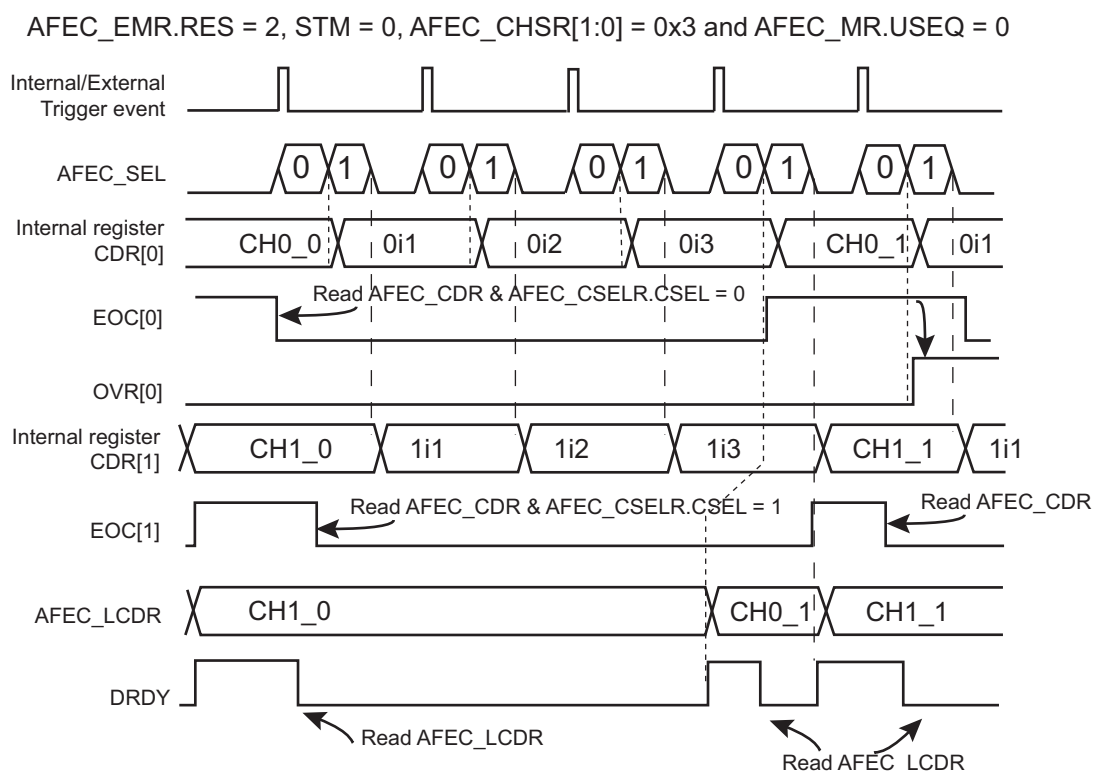 AFEC_EMR.RES = 2, STM = 0, AFEC_CHSR[1:0] = 0x3 and AFEC_MR.USEQ = 0
Internal/External
Trigger event
AFEC_SEL
0 1 0 1 0 1 0 1 0 1
Internal register
CDR[0]
CH0_0 0i1 0i2 0i3 CH0_1 0i1
Read AFEC_CDR & AFEC_CSELR.CSEL = 0
EOC[0]
OVR[0]
Internal register
CDR[1]
CH1_0 1i1 1i2 1i3 CH1_1 1i1
Read AFEC_CDR & AFEC_CSELR.CSEL = 1
Read AFEC_CDR
EOC[1]
AFEC_LCDR
CH1_0 CH0_1 CH1_1
DRDY
Read AFEC_LCDR
Read AFEC_LCDR